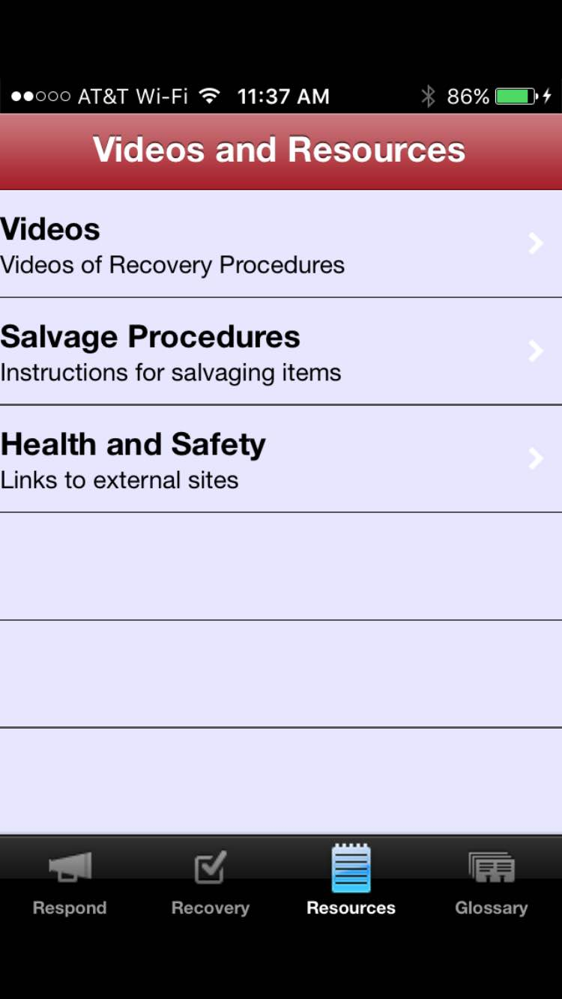 AT&T Wi-Fi 11:37 AM 86%
Videos and Resources
Videos
Videos of Recovery Procedures
Salvage Procedures
Instructions for salvaging items
Health and Safety
Links to external sites
Respond Recovery Resources Glossary